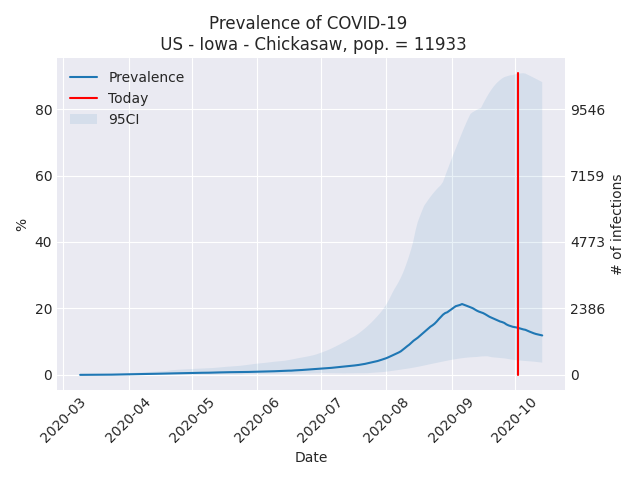 Prevalence of COVID-19
US - Iowa - Chickasaw, pop. = 11933
Prevalence
Today
95CI
80
60
40
20
0
%
9546
7159
4773
2386
0
# of infections
2020-03
2020-04
2020-05
2020-06
2020-07
2020-08
2020-09
2020-10
Date